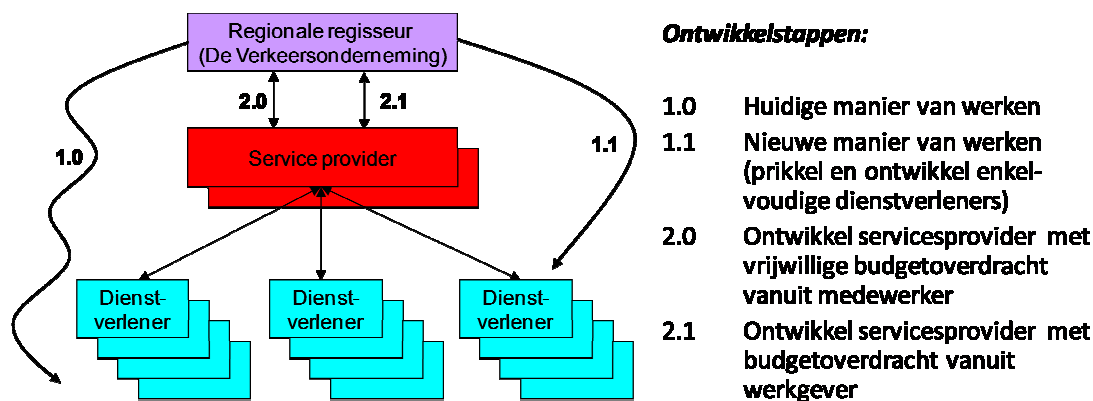 Regionale regisseur
(De Verkeersonderneming)
2.0
2.1
1.0
1.1
Service provider
Dienst-
verlener
Dienst-
verlener
Dienst-
verlener
Ontwikkelstappen:
1.0 Huidige manier van werken
1.1 Nieuwe manier van werken
(prikkel en ontwikkel enkel-
voudige dienstverleners)
2.0 Ontwikkel servicesprovider met
vrijwillige budgetoverdracht
vanuit medewerker
2.1 Ontwikkel servicesprovider met
budgetoverdracht vanuit
werkgever